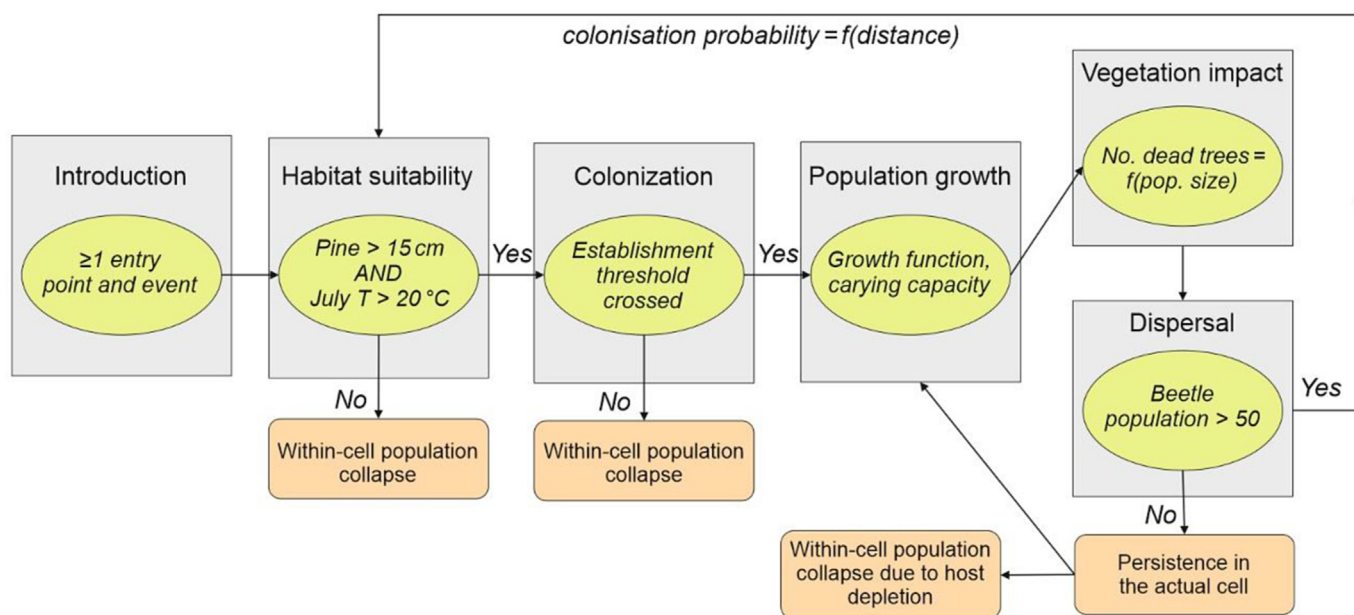 colonisation probability = f(distance)
Introduction
≥1 entry
point and event
Habitat suitability
Pine > 15 cm
AND
July T > 20 °C
Yes
No
Within-cell population
collapse
Colonization
Establishment
threshold
crossed
Yes
No
Within-cell population
collapse
Population growth
Growth function,
carying capacity
Vegetation impact
No. dead trees =
f(pop. size)
Dispersal
Beetle
population > 50
Yes
No
Persistence in
the actual cell
Within-cell population
collapse due to host
depletion